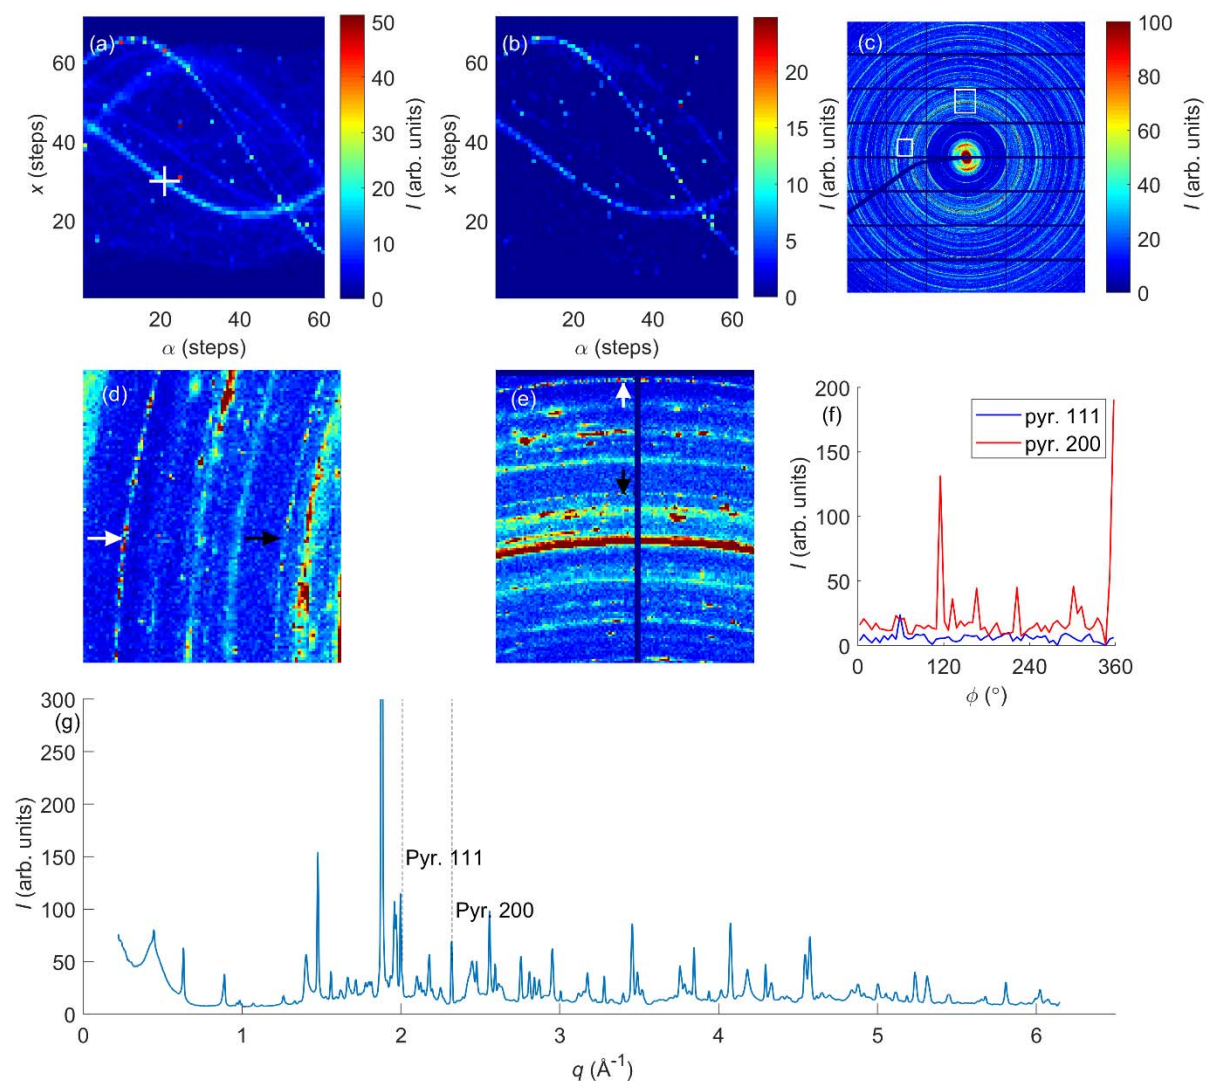 (a)
x (steps)
60
40
20
20 40 60
α (steps)
50
40
30
20
10
0
I (arb. units)
(b)
x (steps)
60
40
20
20 40 60
α (steps)
20
15
10
5
0
I (arb. units)
(c)
100
80
60
40
20
0
I (arb. units)
(d)
(e)
(f)
200
150
100
50
0
I (arb. units)
pyr. 111
pyr. 200
0 120 240 360
ϕ (°)
(g)
300
250
200
150
100
50
0
I (arb. units)
Pyr. 111
Pyr. 200
0 1 2 3 4 5 6
q (Å⁻¹)